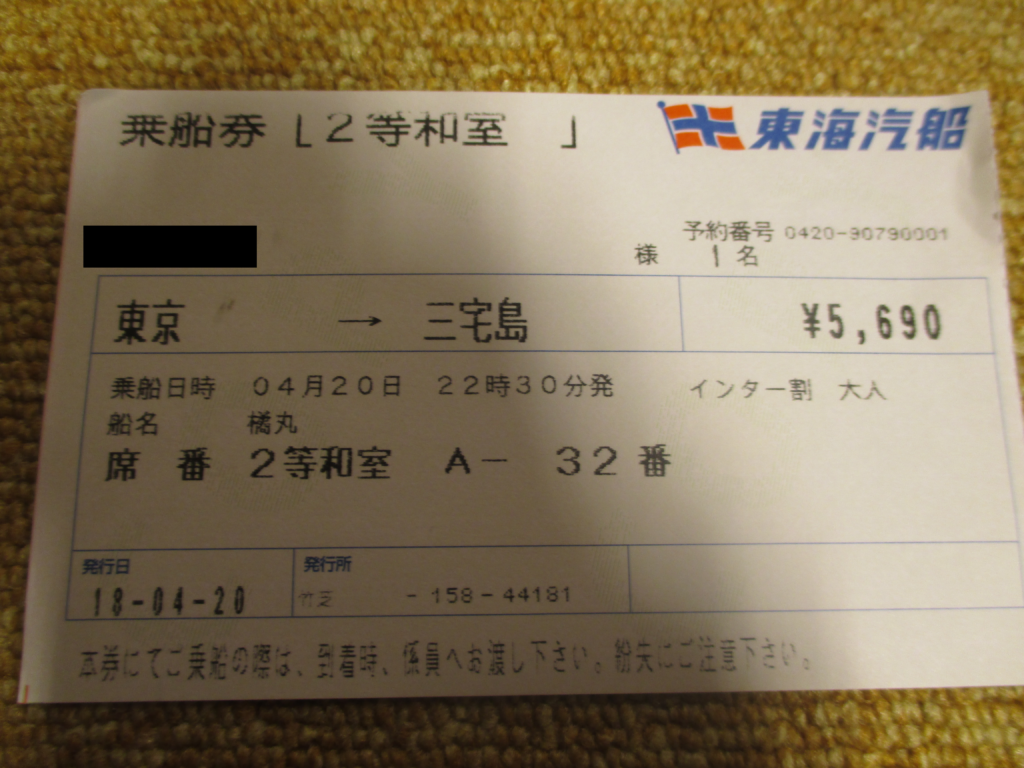 乗船券「2等和室　」
東海汽船
予約番号 0420-90790001
様　1名
東京 → 三宅島 ¥5,690
乗船日時 04月20日 22時30分発 インター割 大人
船名 橘丸
席番 2等和室 A－ 32番
発行日 発行所
18-04-20 竹芝 －158－44181
本券にてご乗船の際は、到着時、係員へお渡し下さい。紛失にご注意下さい。